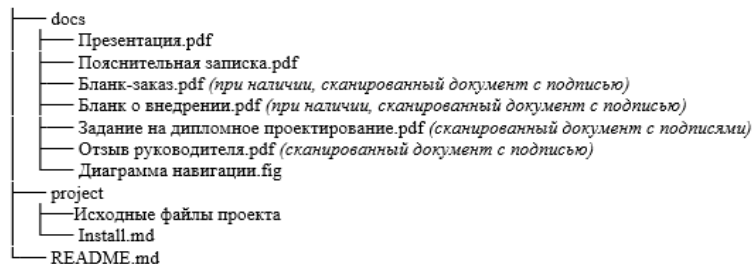 docs
Презентация.pdf
Пояснительная записка.pdf
Бланк-заказ.pdf (при наличии, сканированный документ с подписью)
Бланк о внедрении.pdf (при наличии, сканированный документ с подписью)
Задание на дипломное проектирование.pdf (сканированный документ с подписями)
Отзыв руководителя.pdf (сканированный документ с подписью)
Диаграмма навигации.fig
project
Исходные файлы проекта
Install.md
README.md